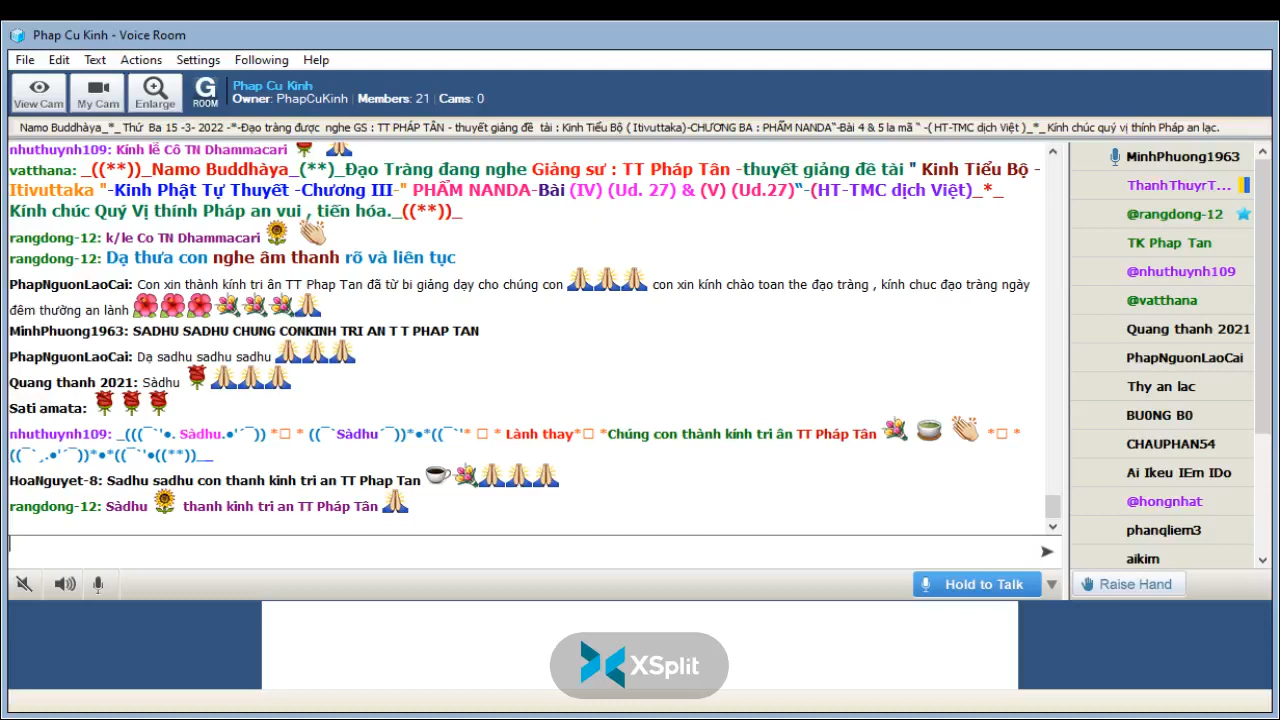 Phap Cu Kinh - Voice Room
File Edit Text Actions Settings Following Help
View Cam My Cam Enlarge G ROOM
Phap Cu Kinh
Owner: PhapCuKinh | Members: 21 | Cams: 0
Namo Buddhàya_*_ Thứ Ba 15 -3- 2022 -*-Đạo tràng được nghe GS : TT PHÁP TÂN - thuyết giảng đề tài : Kinh Tiểu Bộ ( Itivuttaka)-CHƯƠNG BA : PHẨM NANDA“-Bài 4 & 5 la mã “ -( HT-TMC dịch Việt )_*_ Kính chúc quý vị thính Pháp an lạc.
nhuthuynh109: Kính lễ Cô TN Dhammacari
vatthana: _((**))_Namo Buddhàya_(**)_Đạo Tràng đang nghe Giảng sư : TT Pháp Tân -thuyết giảng đề tài " Kinh Tiểu Bộ -
Itivuttaka "-Kinh Phật Tự Thuyết -Chương III-" PHẨM NANDA-Bài (IV) (Ud. 27) & (V) (Ud.27)“-(HT-TMC dịch Việt)_*_
Kính chúc Quý Vị thính Pháp an vui , tiến hóa._((**))_
rangdong-12: k/le Co TN Dhammacari
rangdong-12: Dạ thưa con nghe âm thanh rõ và liên tục
PhapNguonLaoCai: Con xin thành kính tri ân TT Phap Tan đã từ bi giảng dạy cho chúng con con xin kính chào toan the đạo tràng , kính chuc đạo tràng ngày
đêm thường an lành
MinhPhuong1963: SADHU SADHU CHUNG CONKINH TRI AN T T PHAP TAN
PhapNguonLaoCai: Dạ sadhu sadhu sadhu
Quang thanh 2021: Sàdhu
Sati amata:
nhuthuynh109: _(((¯`'•. Sàdhu.•'´¯)) *□ * ((¯`Sàdhu´¯))*•*((¯`'* □ * Lành thay*□ *Chúng con thành kính tri ân TT Pháp Tân *□ *
((¯`¸.•'´¯))*•*((¯`'•((**))__
HoaNguyet-8: Sadhu sadhu con thanh kinh tri an TT Phap Tan
rangdong-12: Sàdhu thanh kinh tri an TT Pháp Tân
MinhPhuong1963
ThanhThuyrT...
@rangdong-12
TK Phap Tan
@nhuthuynh109
@vatthana
Quang thanh 2021
PhapNguonLaoCai
Thy an lac
BU0NG B0
CHAUPHAN54
Ai Ikeu IEm IDo
@hongnhat
phanqliem3
aikim
Hold to Talk
Raise Hand
XSplit